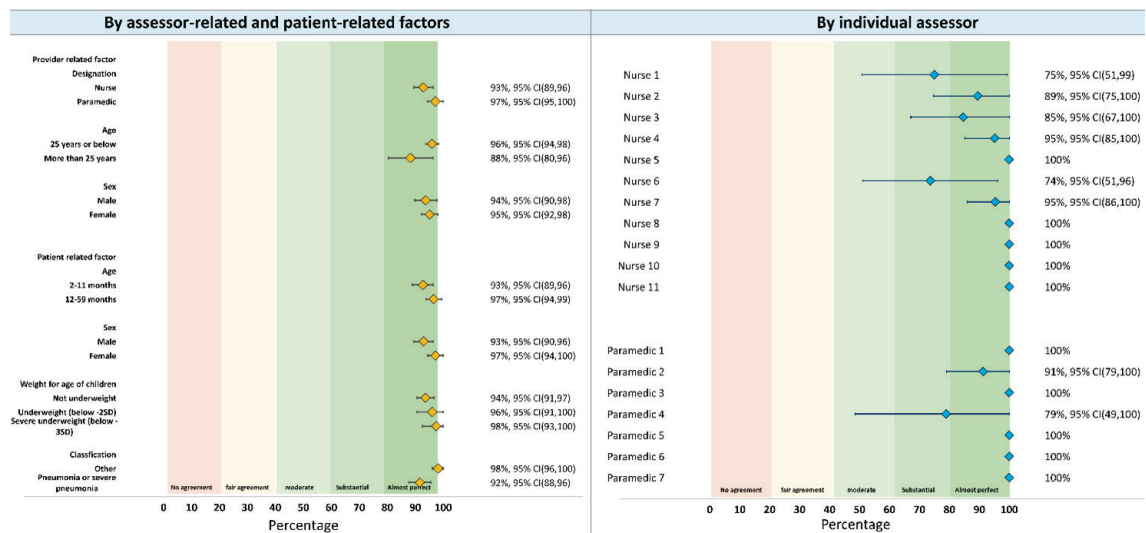 By assessor-related and patient-related factors
Provider related factor
Designation
Nurse 93%, 95% CI(89,96)
Paramedic 97%, 95% CI(95,100)
Age
25 years or below 96%, 95% CI(94,98)
More than 25 years 88%, 95% CI(80,96)
Sex
Male 94%, 95% CI(90,98)
Female 95%, 95% CI(92,98)
Patient related factor
Age
2-11 months 93%, 95% CI(89,96)
12-59 months 97%, 95% CI(94,99)
Sex
Male 93%, 95% CI(90,96)
Female 97%, 95% CI(94,100)
Weight for age of children
Not underweight 94%, 95% CI(91,97)
Underweight (below -2SD) 96%, 95% CI(91,100)
Severe underweight (below -
3SD) 98%, 95% CI(93,100)
Classfication
Other 98%, 95% CI(96,100)
Pneumonia or severe
pneumonia 92%, 95% CI(88,96)
No agreement fair agreement moderate Substantial Almost perfect
0 10 20 30 40 50 60 70 80 90 100
Percentage
By individual assessor
Nurse 1 75%, 95% CI(51,99)
Nurse 2 89%, 95% CI(75,100)
Nurse 3 85%, 95% CI(67,100)
Nurse 4 95%, 95% CI(85,100)
Nurse 5 100%
Nurse 6 74%, 95% CI(51,96)
Nurse 7 95%, 95% CI(86,100)
Nurse 8 100%
Nurse 9 100%
Nurse 10 100%
Nurse 11 100%
Paramedic 1 100%
Paramedic 2 91%, 95% CI(79,100)
Paramedic 3 100%
Paramedic 4 79%, 95% CI(49,100)
Paramedic 5 100%
Paramedic 6 100%
Paramedic 7 100%
No agreement fair agreement moderate Substantial Almost perfect
0 10 20 30 40 50 60 70 80 90 100
Percentage